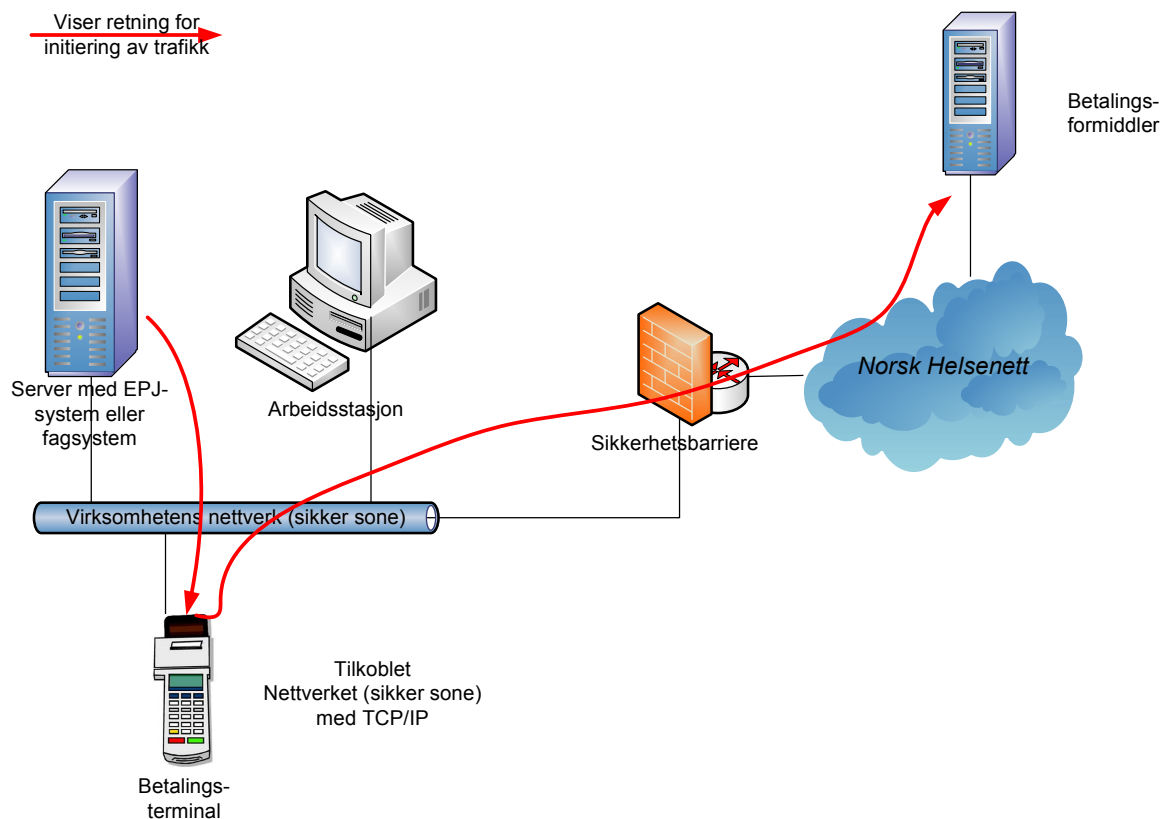 Viser retning for
initiering av trafikk
Betalings-
formiddler
Server med EPJ-
system eller
fagsystem
Arbeidsstasjon
Sikkerhetsbarriere
Norsk Helsenett
Virksomhetens nettverk (sikker sone)
Tilkoblet
Nettverket (sikker sone)
med TCP/IP
Betalings-
terminal